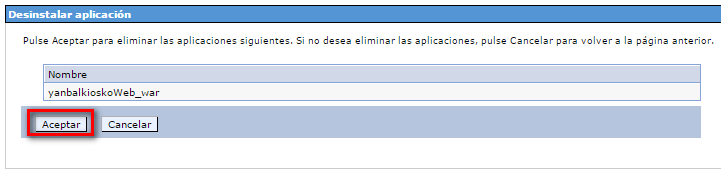 Desinstalar aplicación
Pulse Aceptar para eliminar las aplicaciones siguientes. Si no desea eliminar las aplicaciones, pulse Cancelar para volver a la página anterior.
Nombre
yanbalkioskoWeb_war
Aceptar Cancelar